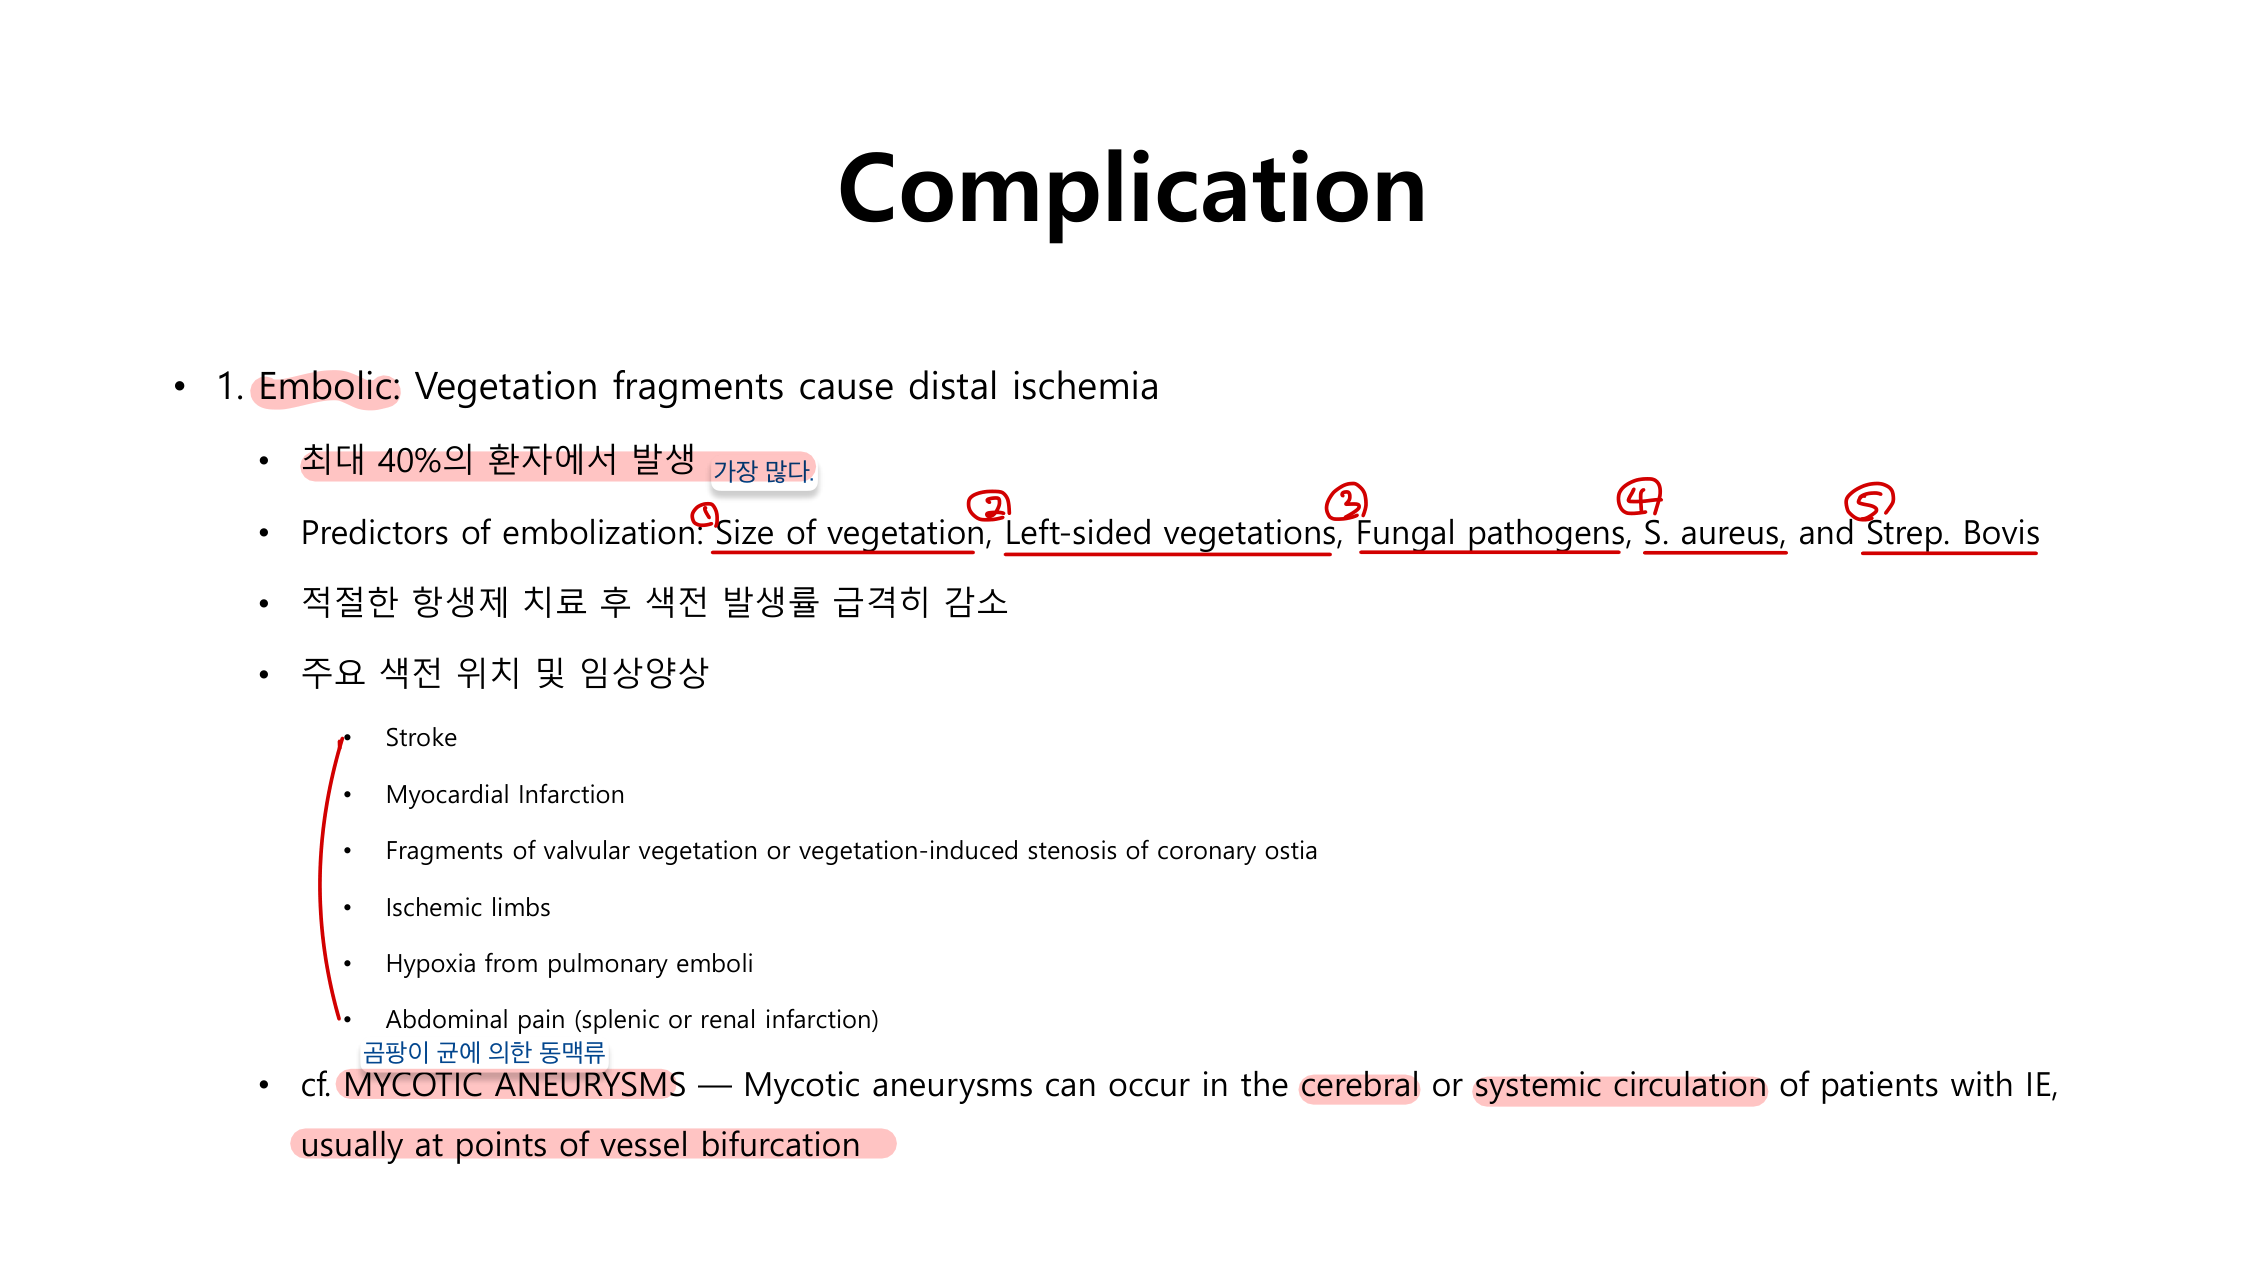 Complication
• 1. Embolic: Vegetation fragments cause distal ischemia
• 최대 40%의 환자에서 발생 가장 많다.
① ② ③ ④ ⑤
• Predictors of embolization: Size of vegetation, Left-sided vegetations, Fungal pathogens, S. aureus, and Strep. Bovis
• 적절한 항생제 치료 후 색전 발생률 급격히 감소
• 주요 색전 위치 및 임상양상
• Stroke
• Myocardial Infarction
• Fragments of valvular vegetation or vegetation-induced stenosis of coronary ostia
• Ischemic limbs
• Hypoxia from pulmonary emboli
• Abdominal pain (splenic or renal infarction)
곰팡이 균에 의한 동맥류
• cf. MYCOTIC ANEURYSMS — Mycotic aneurysms can occur in the cerebral or systemic circulation of patients with IE,
usually at points of vessel bifurcation